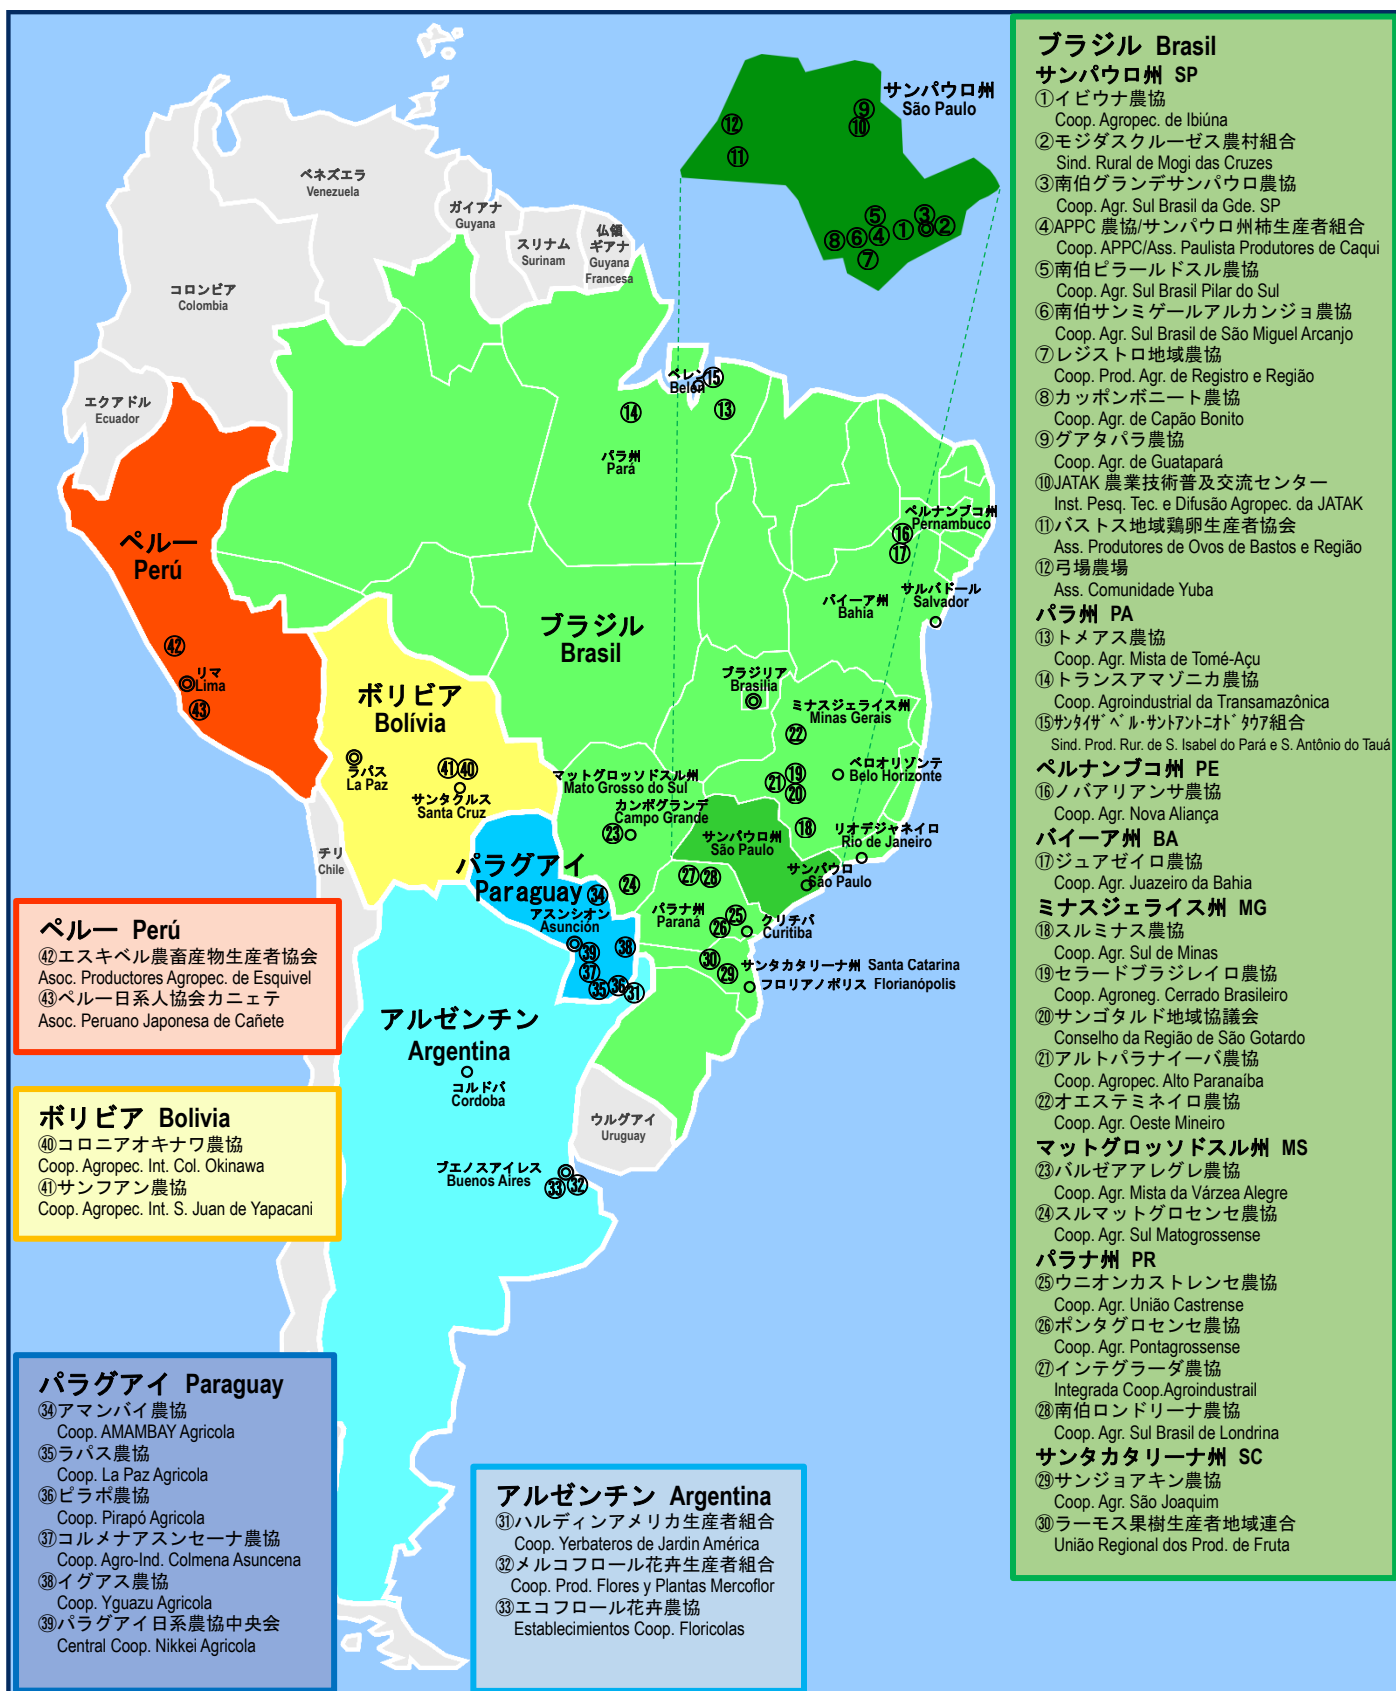 ベネズエラ
Venezuela
ガイアナ
Guyana
スリナム
Surinam
仏領
ギアナ
Guyana
Francesa
コロンビア
Colombia
エクアドル
Ecuador
サンパウロ州
São Paulo
⑨
⑩
⑫
⑪
⑤
③
①
②
⑧
⑥
④
⑦
ベレン
Belen
⑮
⑬
⑭
パラ州
Pará
ペルナンブコ州
Pernambuco
⑯
⑰
ペルー
Perú
㊷
リマ
Lima
㊸
ブラジル
Brasil
バイーア州
Bahia
サルバドール
Salvador
ブラジリア
Brasilia
ミナスジェライス州
Minas Gerais
㉒
ボリビア
Bolívia
ラパス
La Paz
㊶
㊵
サンタクルス
Santa Cruz
マットグロッソドスル州
Mato Grosso do Sul
カンポグランデ
Campo Grande
㉓
⑲
㉑
⑳
ベロオリゾンテ
Belo Horizonte
⑱
サンパウロ州
São Paulo
リオデジャネイロ
Rio de Janeiro
サンパウロ
São Paulo
チリ
Chile
パラグアイ
Paraguay
㉞
㉔
㉗
㉘
アスンシオン
Asunción
パラナ州
Paraná
㉕
㉖
クリチバ
Curitiba
㊴
㊳
㊲
㉟
㊱
㉛
㉚
㉙
サンタカタリーナ州 Santa Catarina
フロリアノポリス Florianópolis
アルゼンチン
Argentina
コルドバ
Cordoba
ウルグアイ
Uruguay
ブエノスアイレス
Buenos Aires
㉝
㉜
ペルー Perú
㊷エスキベル農畜産物生産者協会
Asoc. Productores Agropec. de Esquivel
㊸ペルー日系人協会カニェテ
Asoc. Peruano Japonesa de Cañete
ボリビア Bolivia
㊵コロニアオキナワ農協
Coop. Agropec. Int. Col. Okinawa
㊶サンフアン農協
Coop. Agropec. Int. S. Juan de Yapacani
パラグアイ Paraguay
㉞アマンバイ農協
Coop. AMAMBAY Agricola
㉟ラパス農協
Coop. La Paz Agricola
㊱ピラポ農協
Coop. Pirapó Agricola
㊲コルメナアスンセーナ農協
Coop. Agro-Ind. Colmena Asuncena
㊳イグアス農協
Coop. Yguazu Agricola
㊴パラグアイ日系農協中央会
Central Coop. Nikkei Agricola
アルゼンチン Argentina
㉛ハルディンアメリカ生産者組合
Coop. Yerbateros de Jardin América
㉜メルコフロール花卉生産者組合
Coop. Prod. Flores y Plantas Mercoflor
㉝エコフロール花卉農協
Establecimientos Coop. Floricolas
ブラジル Brasil
サンパウロ州 SP
①イビウナ農協
Coop. Agropec. de Ibiúna
②モジダスクルーゼス農村組合
Sind. Rural de Mogi das Cruzes
③南伯グランデサンパウロ農協
Coop. Agr. Sul Brasil da Gde. SP
④APPC 農協/サンパウロ州柿生産者組合
Coop. APPC/Ass. Paulista Produtores de Caqui
⑤南伯ピラールドスル農協
Coop. Agr. Sul Brasil Pilar do Sul
⑥南伯サンミゲールアルカンジョ農協
Coop. Agr. Sul Brasil de São Miguel Arcanjo
⑦レジストロ地域農協
Coop. Prod. Agr. de Registro e Região
⑧カッポンボニート農協
Coop. Agr. de Capão Bonito
⑨グアタパラ農協
Coop. Agr. de Guatapará
⑩JATAK 農業技術普及交流センター
Inst. Pesq. Tec. e Difusão Agropec. da JATAK
⑪バストス地域鶏卵生産者協会
Ass. Produtores de Ovos de Bastos e Região
⑫弓場農場
Ass. Comunidade Yuba
パラ州 PA
⑬トメアス農協
Coop. Agr. Mista de Tomé-Açu
⑭トランスアマゾニカ農協
Coop. Agroindustrial da Transamazônica
⑮ｻﾝﾀｲｻﾞﾍﾞﾙ･ｻﾝﾄｱﾝﾄﾆｵﾄﾞﾀｳｱ組合
Sind. Prod. Rur. de S. Isabel do Pará e S. Antônio do Tauá
ペルナンブコ州 PE
⑯ノバアリアンサ農協
Coop. Agr. Nova Aliança
バイーア州 BA
⑰ジュアゼイロ農協
Coop. Agr. Juazeiro da Bahia
ミナスジェライス州 MG
⑱スルミナス農協
Coop. Agr. Sul de Minas
⑲セラードブラジレイロ農協
Coop. Agroneg. Cerrado Brasileiro
⑳サンゴタルド地域協議会
Conselho da Região de São Gotardo
㉑アルトパラナイーバ農協
Coop. Agropec. Alto Paranaíba
㉒オエステミネイロ農協
Coop. Agr. Oeste Mineiro
マットグロッソドスル州 MS
㉓バルゼアアレグレ農協
Coop. Agr. Mista da Várzea Alegre
㉔スルマットグロセンセ農協
Coop. Agr. Sul Matogrossense
パラナ州 PR
㉕ウニオンカストレンセ農協
Coop. Agr. União Castrense
㉖ポンタグロセンセ農協
Coop. Agr. Pontagrossense
㉗インテグラーダ農協
Integrada Coop.Agroindustrail
㉘南伯ロンドリーナ農協
Coop. Agr. Sul Brasil de Londrina
サンタカタリーナ州 SC
㉙サンジョアキン農協
Coop. Agr. São Joaquim
㉚ラーモス果樹生産者地域連合
União Regional dos Prod. de Fruta